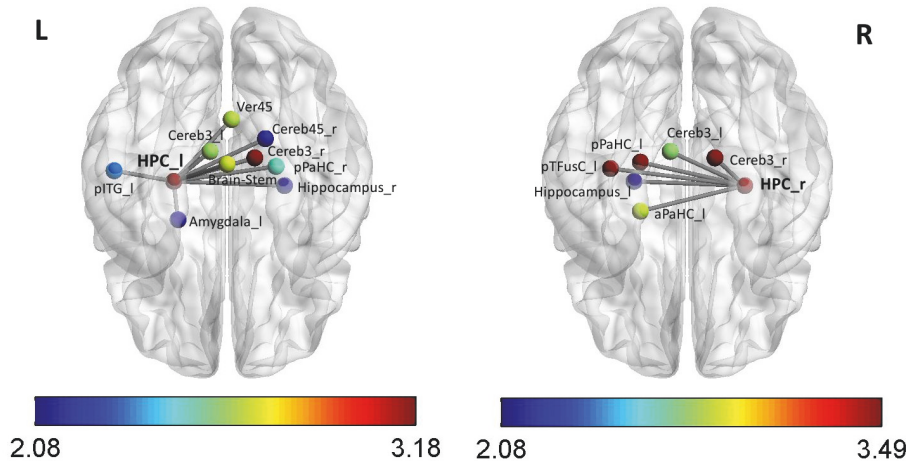 L
R
Ver45
Cereb3_l
Cereb45_r
HPC_l
Cereb3_r
pPaHC_r
pITG_l
Brain-Stem
Hippocampus_r
Amygdala_l
Cereb3_l
pPaHC_l
Cereb3_r
pTFusC_l
HPC_r
Hippocampus_l
aPaHC_l
2.08
3.18
2.08
3.49